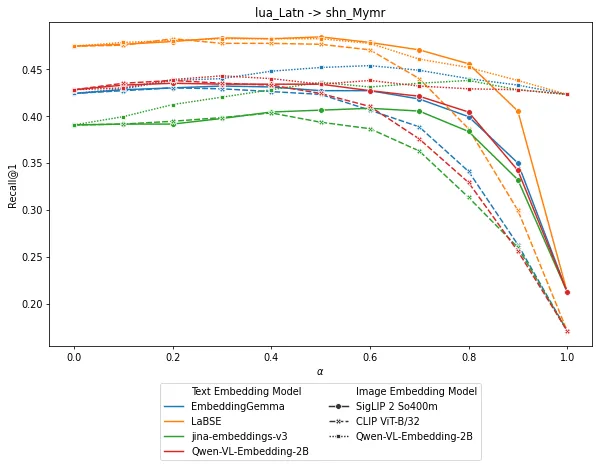 lua_Latn -> shn_Mymr
Recall@1
0.45
0.40
0.35
0.30
0.25
0.20
0.0 0.2 0.4 0.6 0.8 1.0
α
Text Embedding Model
EmbeddingGemma
LaBSE
jina-embeddings-v3
Qwen-VL-Embedding-2B
Image Embedding Model
SigLIP 2 So400m
CLIP ViT-B/32
Qwen-VL-Embedding-2B